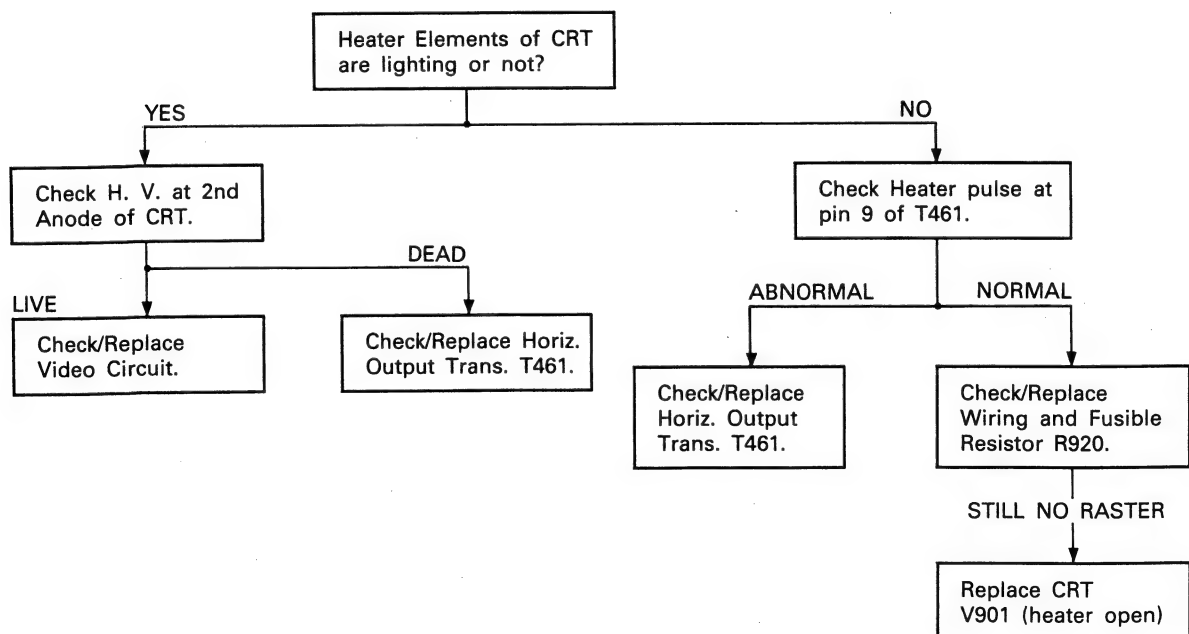 Heater Elements of CRT
are lighting or not?
YES
NO
Check H. V. at 2nd
Anode of CRT.
Check Heater pulse at
pin 9 of T461.
DEAD
LIVE
ABNORMAL
NORMAL
Check/Replace
Video Circuit.
Check/Replace Horiz.
Output Trans. T461.
Check/Replace
Horiz. Output
Trans. T461.
Check/Replace
Wiring and Fusible
Resistor R920.
STILL NO RASTER
Replace CRT
V901 (heater open)